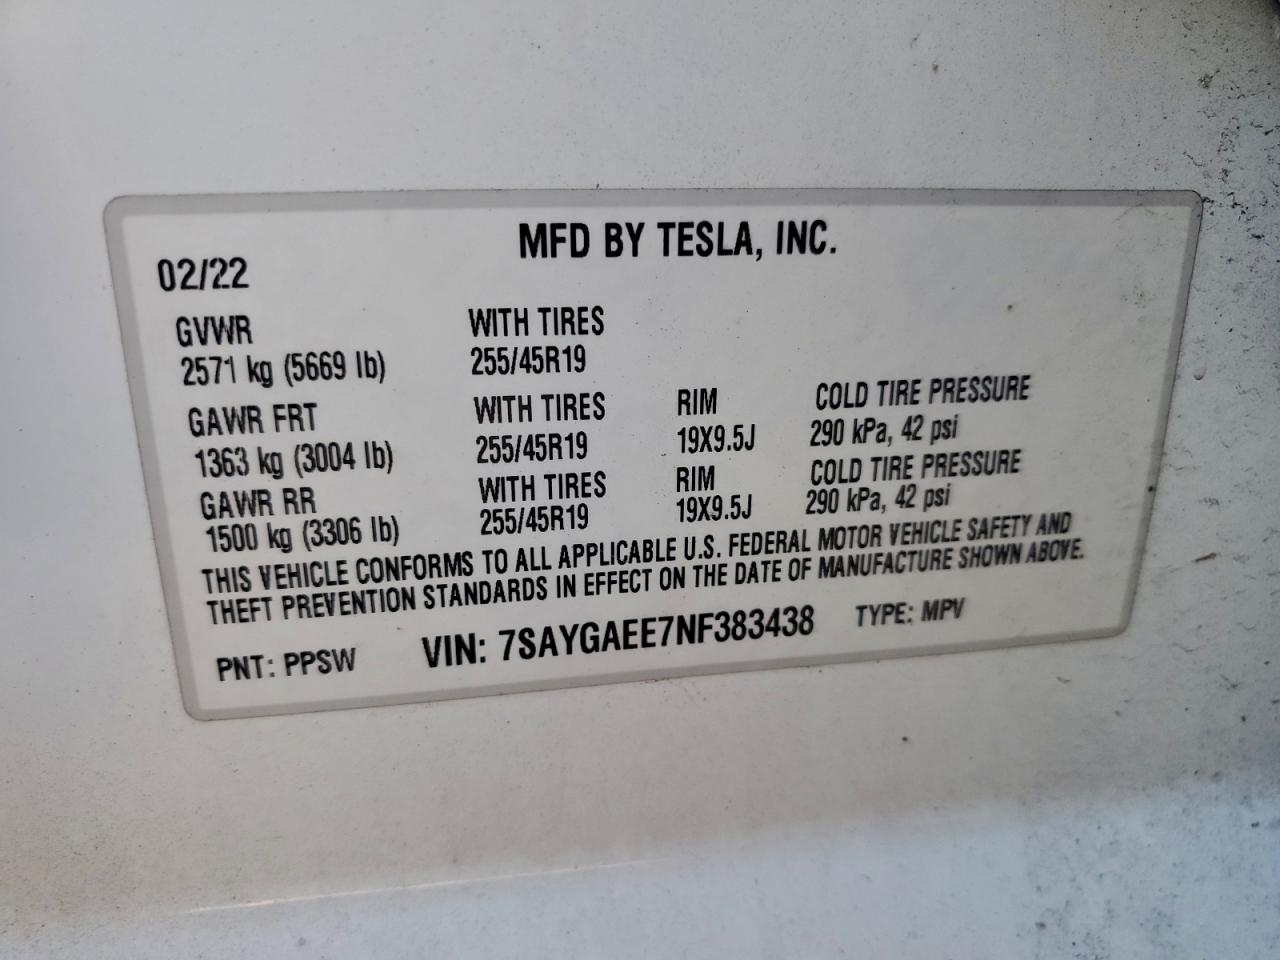 MFD BY TESLA, INC.
02/22
GVWR WITH TIRES
2571 kg (5669 lb) 255/45R19
GAWR FRT WITH TIRES RIM COLD TIRE PRESSURE
1363 kg (3004 lb) 255/45R19 19X9.5J 290 kPa, 42 psi
GAWR RR WITH TIRES RIM COLD TIRE PRESSURE
1500 kg (3306 lb) 255/45R19 19X9.5J 290 kPa, 42 psi
THIS VEHICLE CONFORMS TO ALL APPLICABLE U.S. FEDERAL MOTOR VEHICLE SAFETY AND
THEFT PREVENTION STANDARDS IN EFFECT ON THE DATE OF MANUFACTURE SHOWN ABOVE.
PNT: PPSW VIN: 7SAYGAEE7NF383438 TYPE: MPV